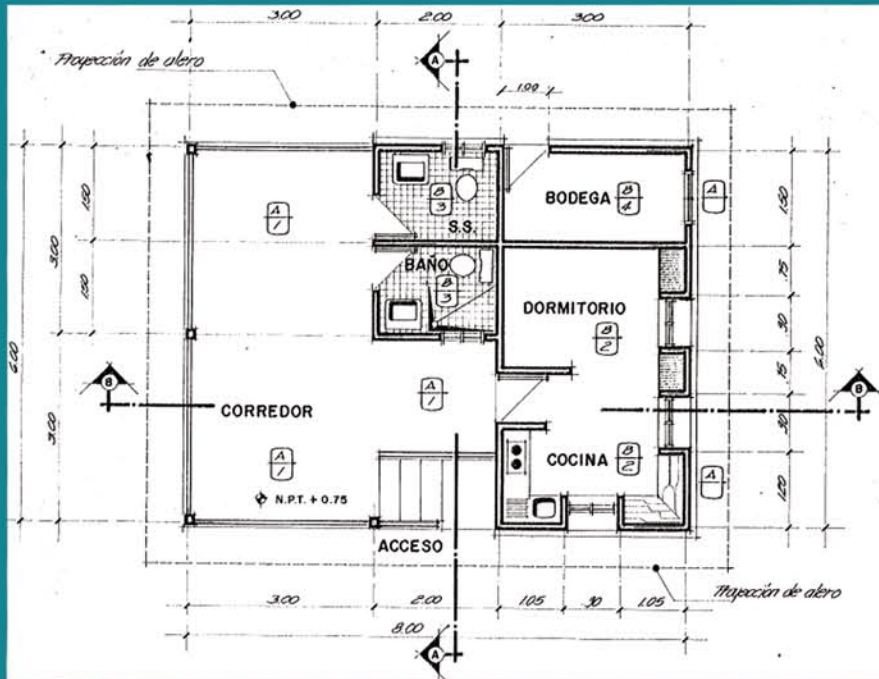 3.00
2.00
3.00
A
Proyección de alero
1.00
6.00
3.00
1.50
1.50
3.00
A
1
B
3
S.S.
BODEGA
B
4
A
1.50
BAÑO
B
3
DORMITORIO
B
2
.75
.90
.75
.90
1.20
6.00
B
CORREDOR
A
1
A
1
N.P.T. + 0.75
COCINA
B
2
B
A
ACCESO
Proyección de alero
3.00
2.00
1.05
.90
1.05
8.00
A